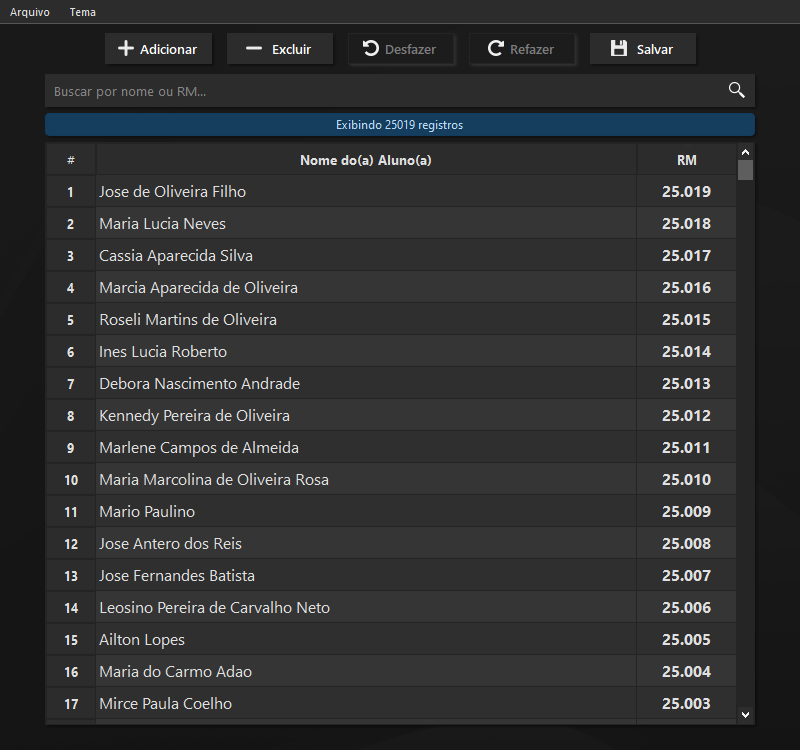 Arquivo Tema
Adicionar Excluir Desfazer Refazer Salvar
Buscar por nome ou RM...
Exibindo 25019 registros
# Nome do(a) Aluno(a) RM
1 Jose de Oliveira Filho 25.019
2 Maria Lucia Neves 25.018
3 Cassia Aparecida Silva 25.017
4 Marcia Aparecida de Oliveira 25.016
5 Roseli Martins de Oliveira 25.015
6 Ines Lucia Roberto 25.014
7 Debora Nascimento Andrade 25.013
8 Kennedy Pereira de Oliveira 25.012
9 Marlene Campos de Almeida 25.011
10 Maria Marcolina de Oliveira Rosa 25.010
11 Mario Paulino 25.009
12 Jose Antero dos Reis 25.008
13 Jose Fernandes Batista 25.007
14 Leosino Pereira de Carvalho Neto 25.006
15 Ailton Lopes 25.005
16 Maria do Carmo Adao 25.004
17 Mirce Paula Coelho 25.003